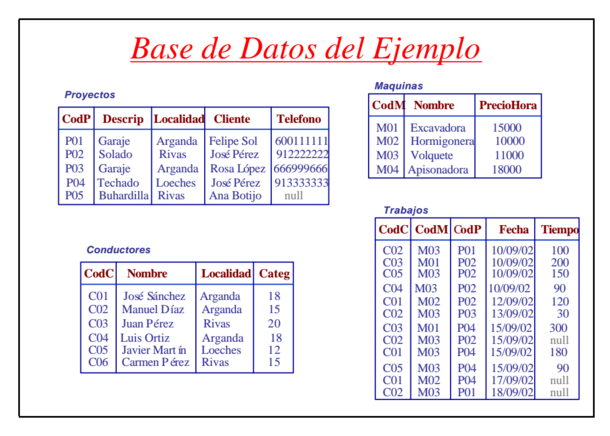 Base de Datos del Ejemplo
Proyectos
CodP Descrip Localidad Cliente Telefono
P01 Garaje Arganda Felipe Sol 600111111
P02 Solado Rivas José Pérez 912222222
P03 Garaje Arganda Rosa López 666999666
P04 Techado Loeches José Pérez 913333333
P05 Buhardilla Rivas Ana Botijo null
Conductores
CodC Nombre Localidad Categ
C01 José Sánchez Arganda 18
C02 Manuel Díaz Arganda 15
C03 Juan Pérez Rivas 20
C04 Luis Ortiz Arganda 18
C05 Javier Martín Loeches 12
C06 Carmen Pérez Rivas 15
Maquinas
CodM Nombre PrecioHora
M01 Excavadora 15000
M02 Hormigonera 10000
M03 Volquete 11000
M04 Apisonadora 18000
Trabajos
CodC CodM CodP Fecha Tiempo
C02 M03 P01 10/09/02 100
C03 M01 P02 10/09/02 200
C05 M03 P02 10/09/02 150
C04 M03 P02 10/09/02 90
C01 M02 P02 12/09/02 120
C02 M03 P03 13/09/02 30
C03 M01 P04 15/09/02 300
C02 M03 P02 15/09/02 null
C01 M03 P04 15/09/02 180
C05 M03 P04 15/09/02 90
C01 M02 P04 17/09/02 null
C02 M03 P01 18/09/02 null